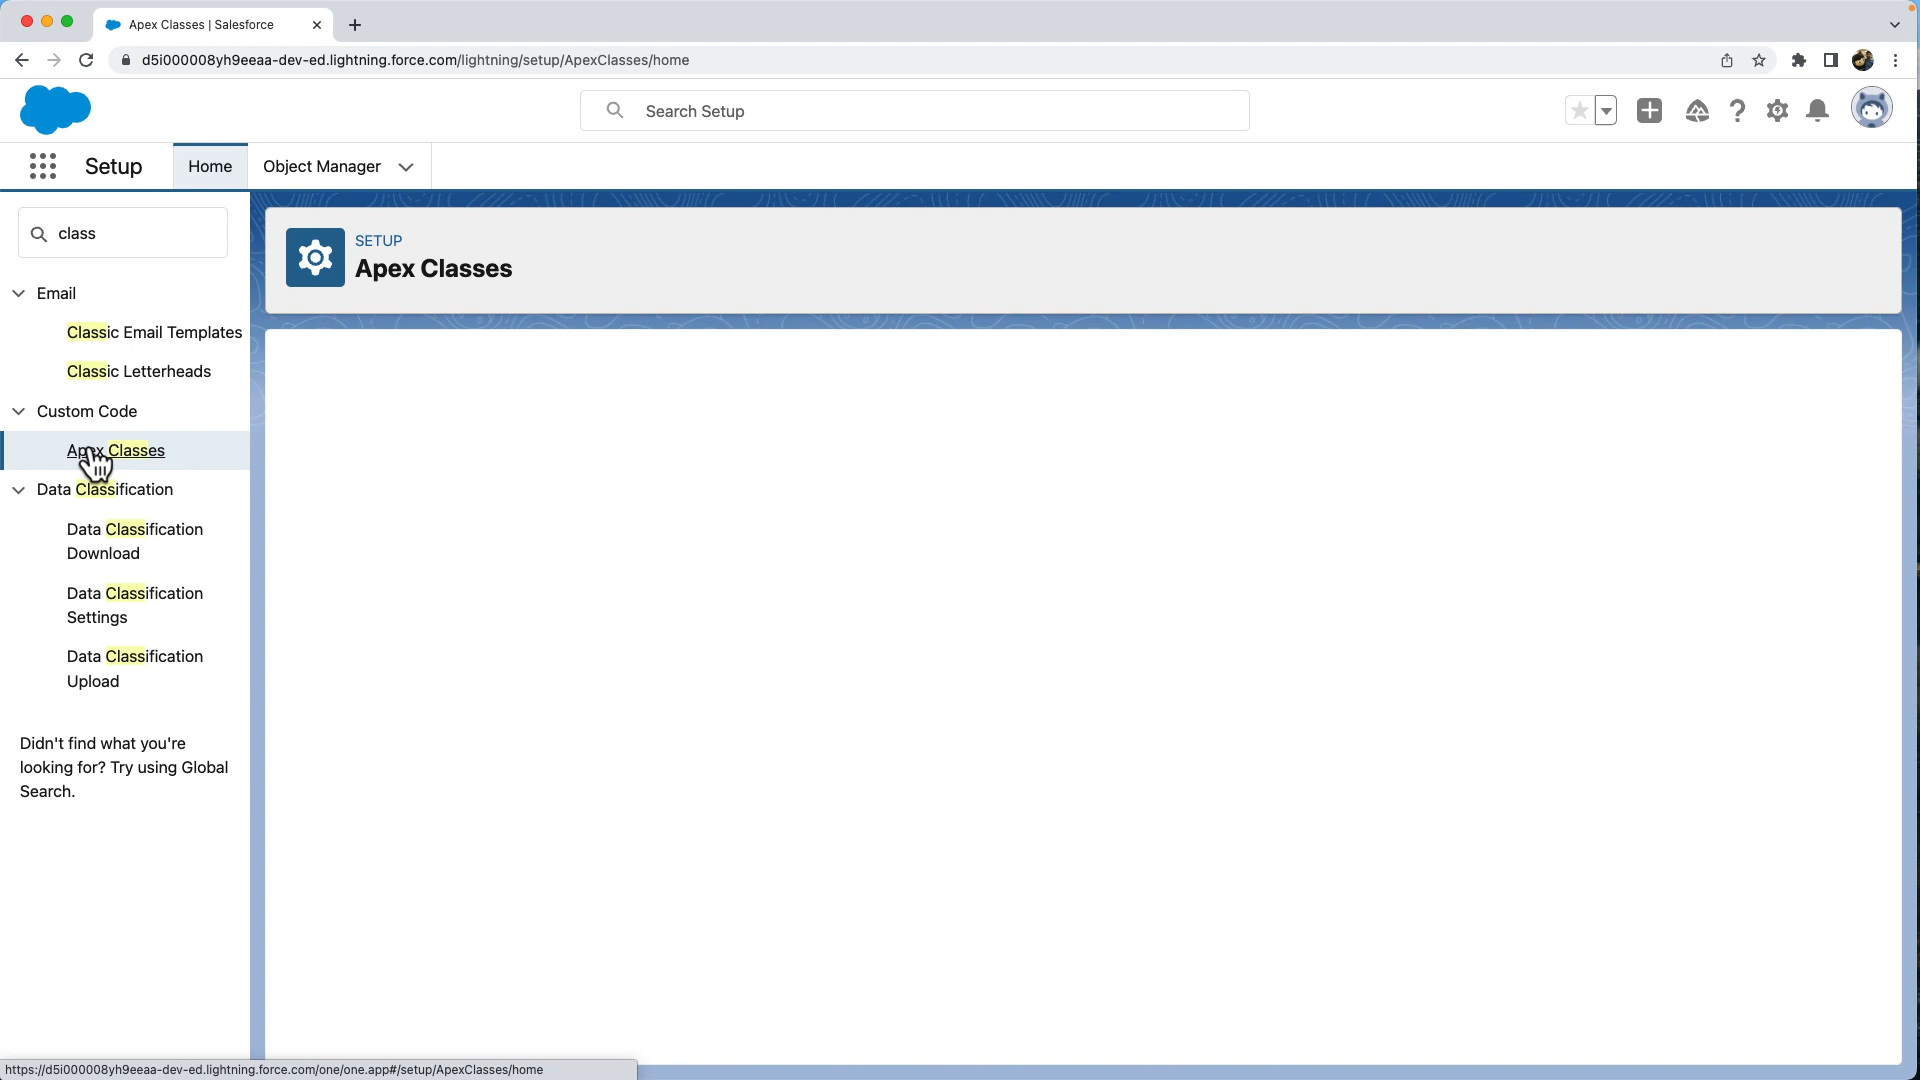 Apex Classes | Salesforce
d5i000008yh9eeaa-dev-ed.lightning.force.com/lightning/setup/ApexClasses/home
Search Setup
Setup
Home
Object Manager
class
SETUP
Apex Classes
Email
Classic Email Templates
Classic Letterheads
Custom Code
Apex Classes
Data Classification
Data Classification
Download
Data Classification
Settings
Data Classification
Upload
Didn't find what you're
looking for? Try using Global
Search.
https://d5i000008yh9eeaa-dev-ed.lightning.force.com/one/one.app#/setup/ApexClasses/home